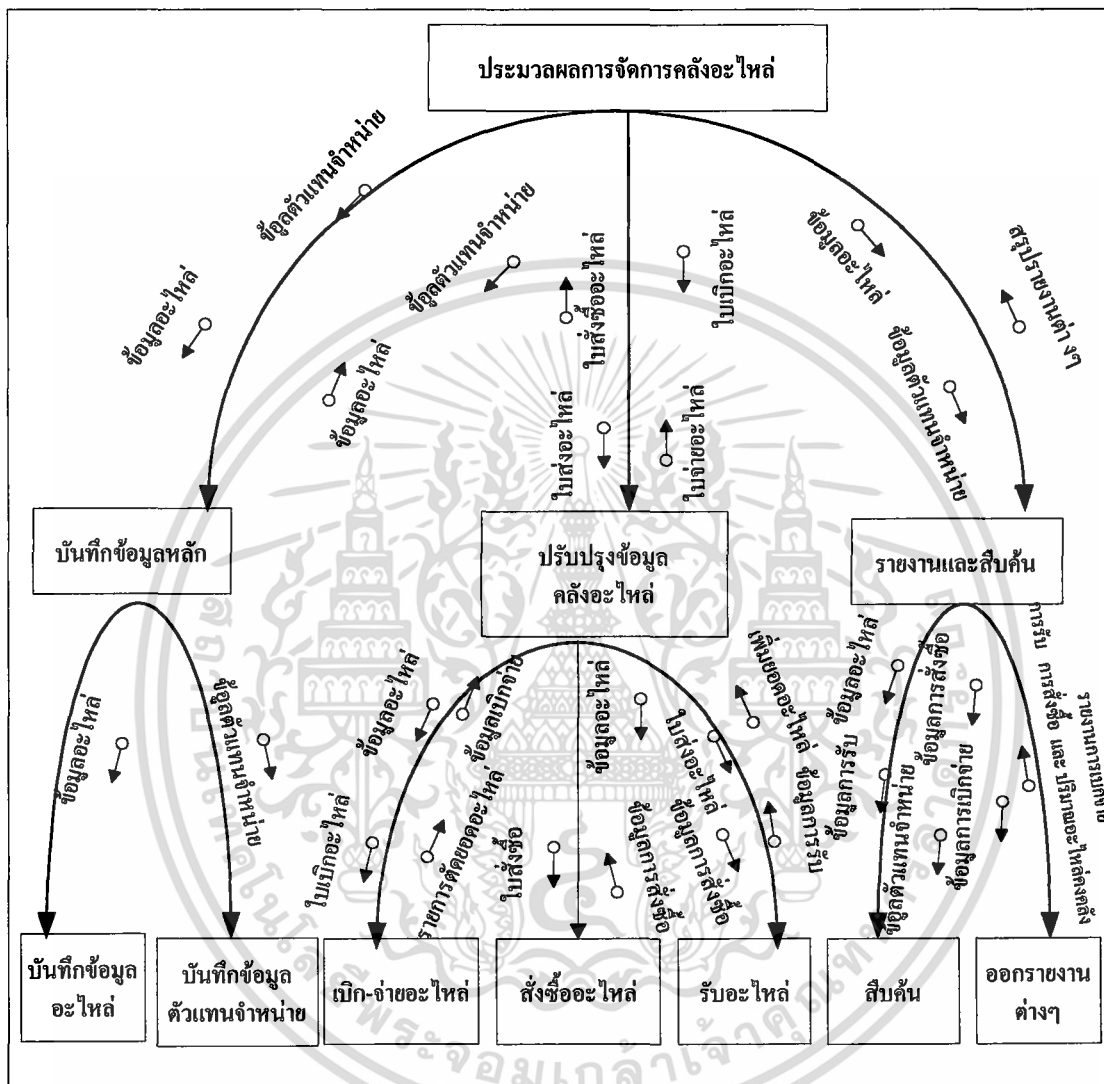 ประมวลผลการจัดการคลังอะไหล่
ข้อูลตัวแทนจำหน่าย
ข้อมูลอะไหล่
ข้อูลตัวแทนจำหน่าย
ข้อมูลอะไหล่
ใบสั่งซื้ออะไหล่
ใบเบิกอะไหล่
ใบส่งอะไหล่
ใบจ่ายอะไหล่
ข้อมูลอะไหล่
สรุปรายงานต่างๆ
ข้อมูลตัวแทนจำหน่าย
บันทึกข้อมูลหลัก
ปรับปรุงข้อมูล
คลังอะไหล่
รายงานและสืบค้น
ข้อมูลอะไหล่
ข้อูลตัวแทนจำหน่าย
ข้อมูลอะไหล่
ข้อมูลเบิกจ่าย
ใบเบิกอะไหล่
รายการตัดยอดอะไหล่
ข้อมูลอะไหล่
ใบสั่งซื้อ
ข้อมูลการสั่งซื้อ
ใบส่งอะไหล่
ข้อมูลการสั่งซื้อ
เพิ่มยอดอะไหล่
ข้อมูลการรับ
ข้อมูลการรับ
ข้อมูลอะไหล่
ข้อูลตัวแทนจำหน่าย
ข้อมูลการสั่งซื้อ
ข้อมูลการเบิกจ่าย
รายงานการเบิกจ่าย
การรับ การสั่งซื้อ และ ปริมาณอะไหล่คงคลัง
บันทึกข้อมูล
อะไหล่
บันทึกข้อมูล
ตัวแทนจำหน่าย
เบิก-จ่ายอะไหล่
สั่งซื้ออะไหล่
รับอะไหล่
สืบค้น
ออกรายงาน
ต่างๆ